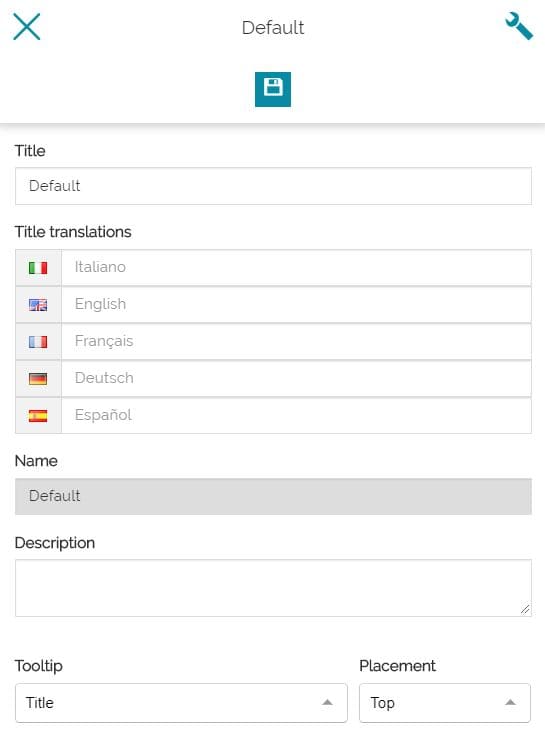 Default
Title
Default
Title translations
Italiano
English
Français
Deutsch
Español
Name
Default
Description
Tooltip Placement
Title Top